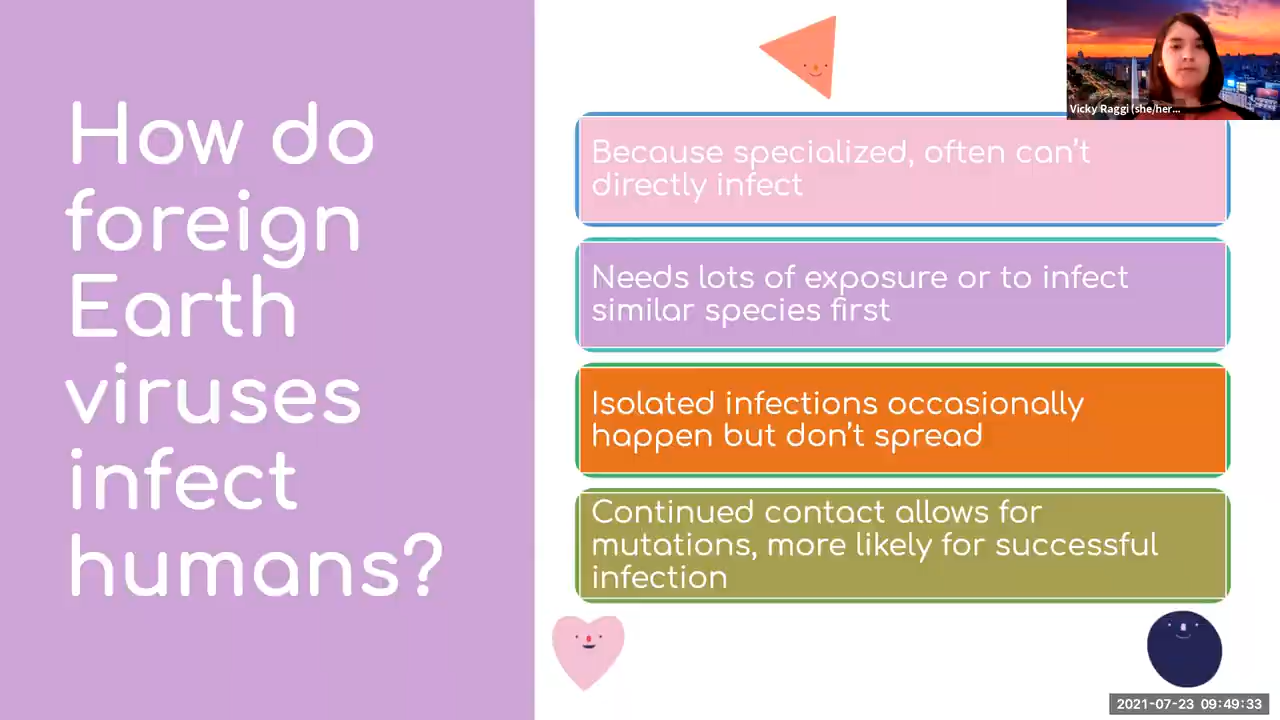 How do
foreign
Earth
viruses
infect
humans?
Because specialized, often can't
directly infect
Needs lots of exposure or to infect
similar species first
Isolated infections occasionally
happen but don't spread
Continued contact allows for
mutations, more likely for successful
infection
Vicky Raggi (she/her...
2021-07-23 09:49:33